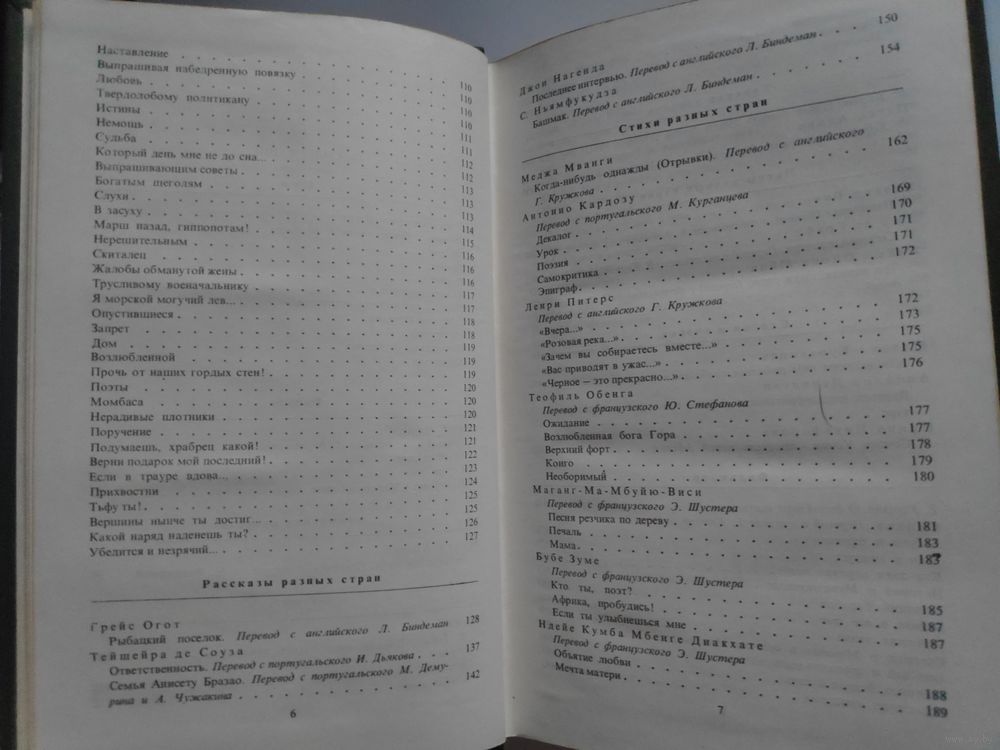 Наставление 110
Выпрашивая набедренную повязку 110
Любовь 110
Твердолобому политикану 110
Истины 111
Немощь 111
Судьба 112
Который день мне не до сна... 112
Выпрашивающим советы 113
Богатым щеголям 113
Слухи 113
В засуху 114
Марш назад, гиппопотам! 115
Нерешительным 116
Скиталец 116
Жалобы обманутой жены 116
Трусливому военачальнику 117
Я морской могучий лев... 117
Опустившиеся 118
Запрет 118
Дом 119
Возлюбленной 119
Прочь от наших гордых стен! 119
Поэты 120
Момбаса 120
Нерадивые плотники 120
Поручение 121
Подумаешь, храбрец какой! 121
Верни подарок мой последний! 122
Если в трауре вдова... 123
Прихвостни 124
Тьфу ты! 125
Вершины нынче ты достиг... 125
Какой наряд наденешь ты? 126
Убедится и незрячий... 127
Рассказы разных стран
Грейс Огот
Рыбацкий поселок. Перевод с английского Л. Биндеман 128
Тейшейра де Соуза
Ответственность. Перевод с португальского И. Дьякова 137
Семья Анисету Бразао. Перевод с португальского М. Дему-
рина и А. Чужакина 142
6
Джон Нагенда
Последнее интервью. Перевод с английского Л. Биндеман 150
С. Ньямфукудза
Башмак. Перевод с английского Л. Биндеман 154
Стихи разных стран
Меджа Мванги
Когда-нибудь однажды (Отрывки). Перевод с английского
Г. Кружкова 162
Антонио Кардозу
Перевод с португальского М. Курганцева
Декалог 169
Урок 170
Поэзия 171
Самокритика 171
Эпиграф 172
Ленри Питерс
Перевод с английского Г. Кружкова
«Вчера...» 172
«Розовая река...» 173
«Зачем вы собираетесь вместе...» 175
«Вас приводят в ужас...» 175
«Черное — это прекрасно...» 176
Теофиль Обенга
Перевод с французского Ю. Стефанова
Ожидание 177
Возлюбленная бога Гора 177
Верхний форт 178
Конго 179
Необоримый 180
Маганг-Ма-Мбуйю-Виси
Перевод с французского Э. Шустера
Песня резчика по дереву 181
Печаль 183
Мама 183
Бубе Зуме
Перевод с французского Э. Шустера
Кто ты, поэт? 185
Африка, пробудись! 187
Если ты улыбнешься мне 187
Ндейе Кумба Мбенге Диакхате
Перевод с французского Э. Шустера
Объятие любви 188
Мечта матери 189
7